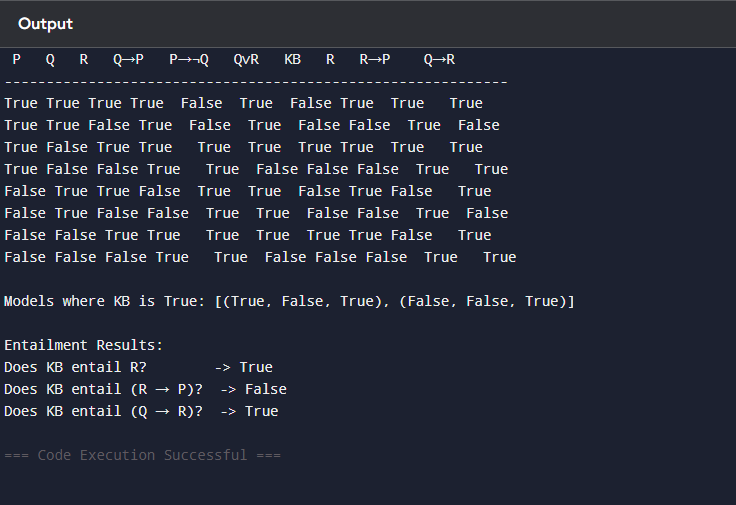 Output
P   Q   R   Q→P   P→¬Q   Q∨R   KB   R   R→P    Q→R
------------------------------------------------------------
True True True True  False  True  False True  True   True
True True False True  False  True  False False  True  False
True False True True   True  True  True True  True   True
True False False True   True  False False False  True   True
False True True False  True  True  False True False   True
False True False False  True  True  False False  True  False
False False True True   True  True  True True False   True
False False False True   True  False False False  True   True
Models where KB is True: [(True, False, True), (False, False, True)]
Entailment Results:
Does KB entail R?        -> True
Does KB entail (R → P)?  -> False
Does KB entail (Q → R)?  -> True
=== Code Execution Successful ===